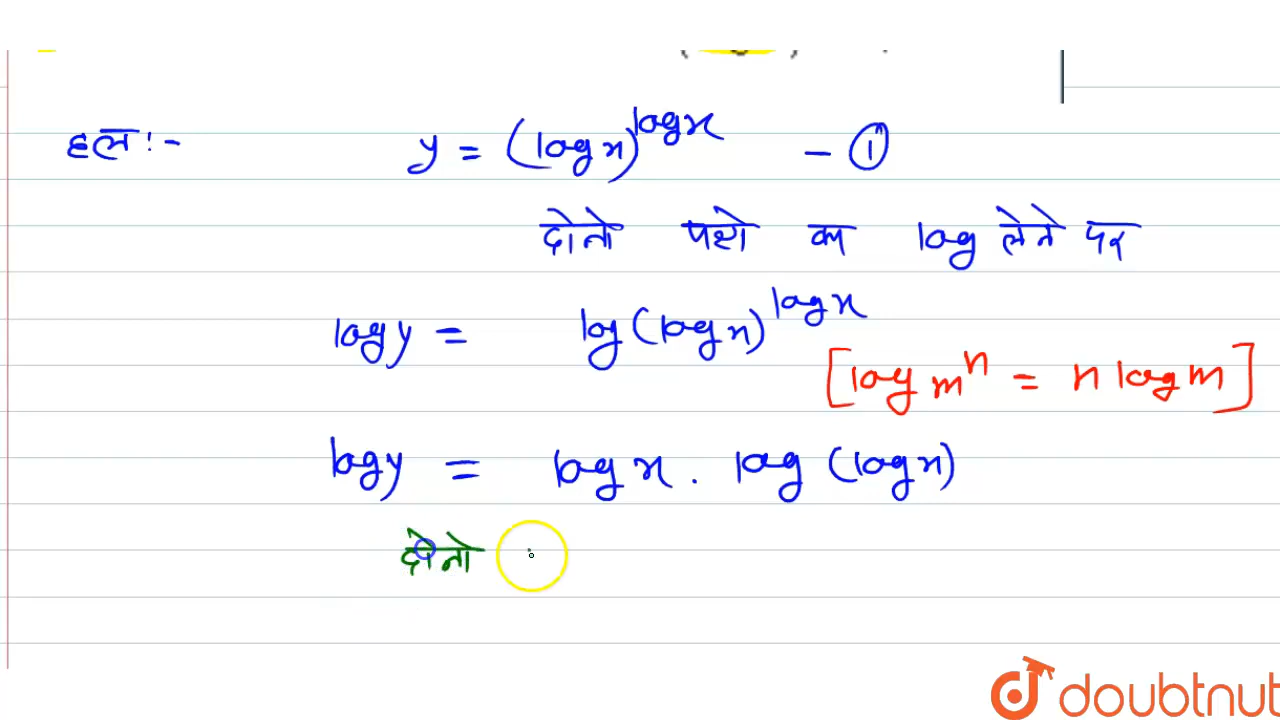 हल :-
y = (log x)^log x - ①
दोनो पक्षो का log लेने पर
log y = log (log x)^log x
[log m^n = n log m]
log y = log x . log (log x)
दोनो
doubtnut